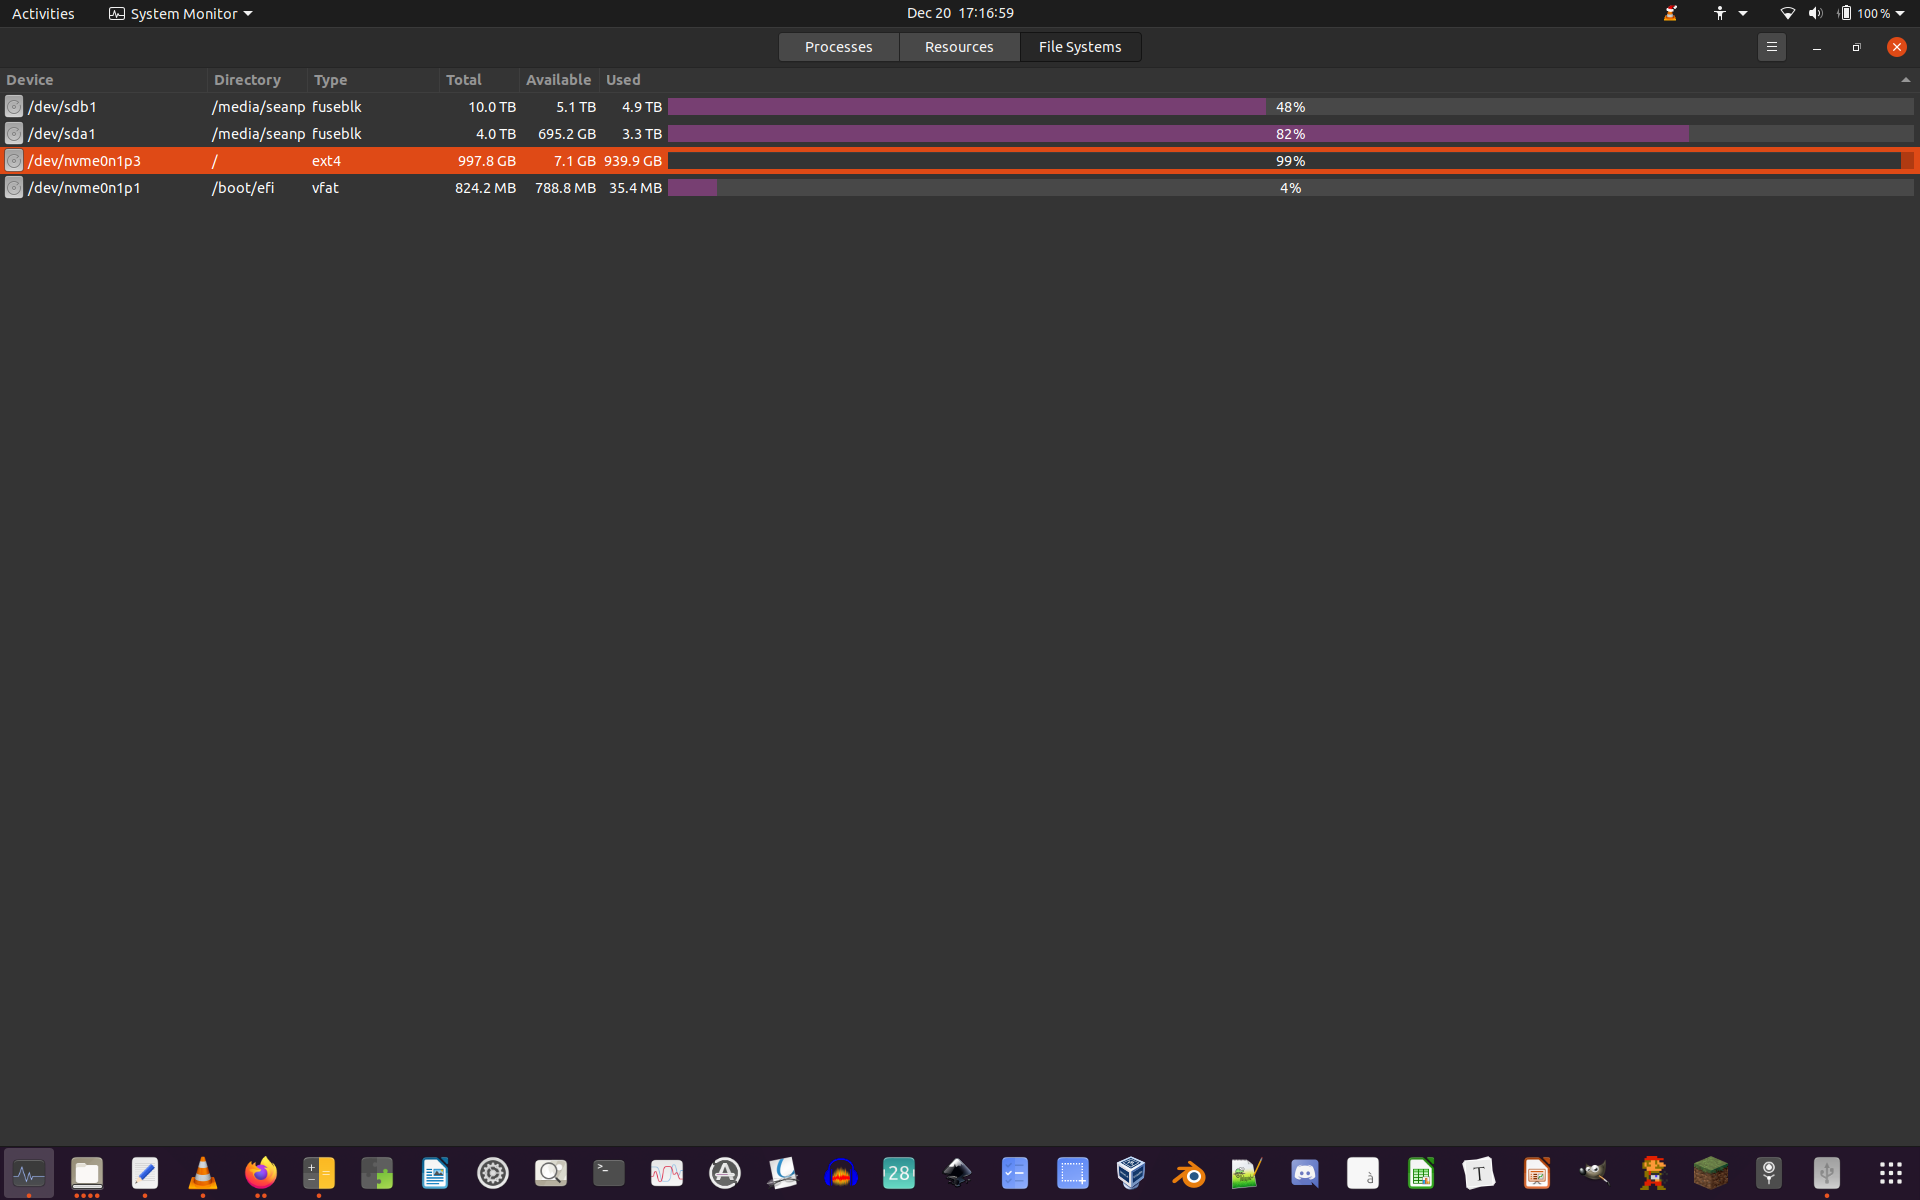 Activities System Monitor Dec 20 17:16:59 100 %
Processes Resources File Systems
Device Directory Type Total Available Used
/dev/sdb1 /media/seanp fuseblk 10.0 TB 5.1 TB 4.9 TB 48%
/dev/sda1 /media/seanp fuseblk 4.0 TB 695.2 GB 3.3 TB 82%
/dev/nvme0n1p3 / ext4 997.8 GB 7.1 GB 939.9 GB 99%
/dev/nvme0n1p1 /boot/efi vfat 824.2 MB 788.8 MB 35.4 MB 4%
>_ 28 à T